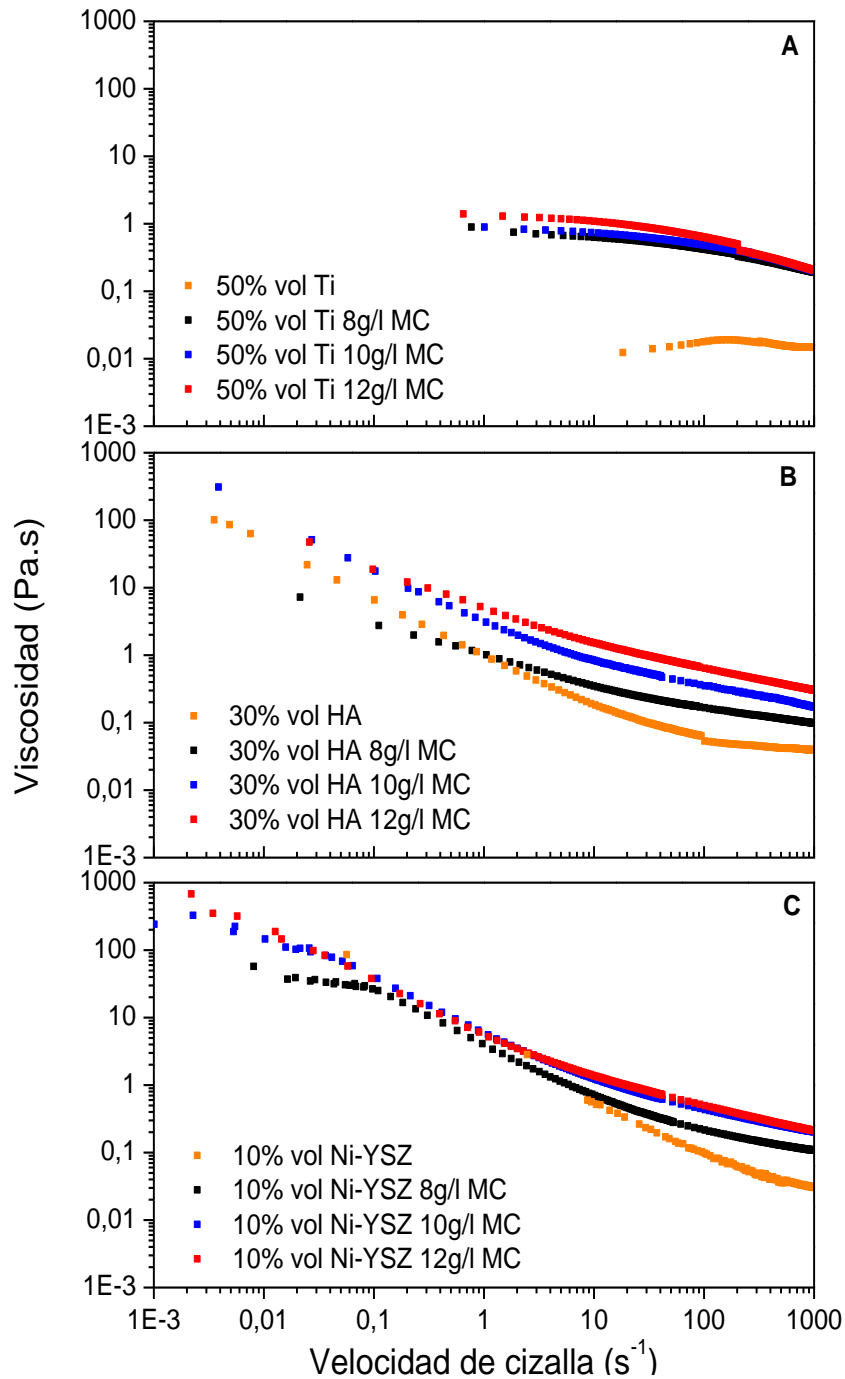 Viscosidad (Pa.s)
1000
100
10
1
0,1
0,01
1E-3
A
50% vol Ti
50% vol Ti 8g/l MC
50% vol Ti 10g/l MC
50% vol Ti 12g/l MC
1000
100
10
1
0,1
0,01
1E-3
B
30% vol HA
30% vol HA 8g/l MC
30% vol HA 10g/l MC
30% vol HA 12g/l MC
1000
100
10
1
0,1
0,01
1E-3
C
10% vol Ni-YSZ
10% vol Ni-YSZ 8g/l MC
10% vol Ni-YSZ 10g/l MC
10% vol Ni-YSZ 12g/l MC
1E-3 0,01 0,1 1 10 100 1000
Velocidad de cizalla (s⁻¹)